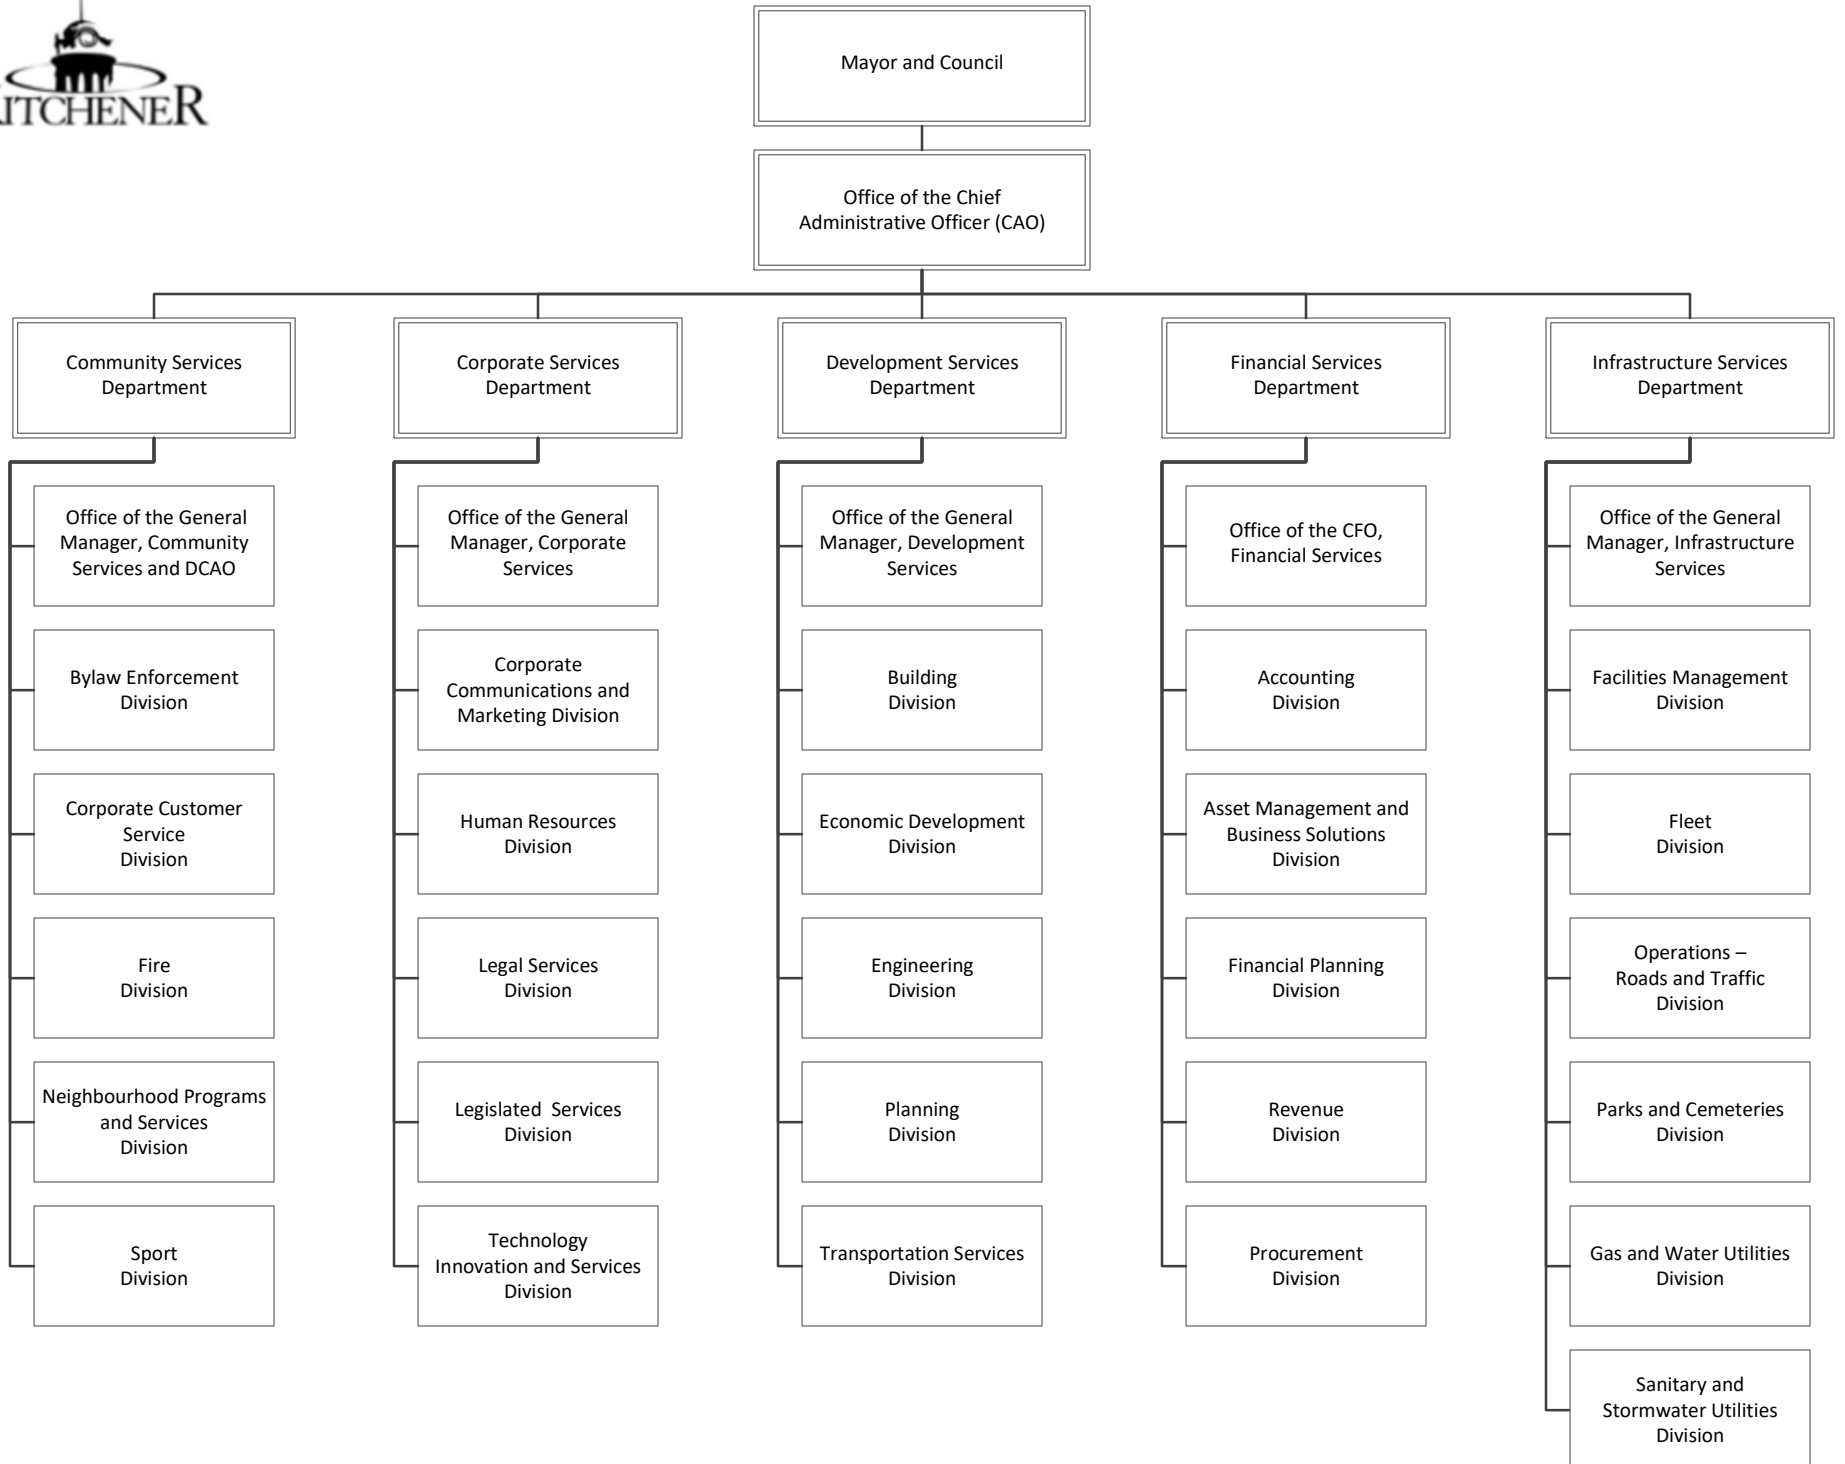 KITCHENER
Mayor and Council
Office of the Chief
Administrative Officer (CAO)
Community Services
Department
Corporate Services
Department
Development Services
Department
Financial Services
Department
Infrastructure Services
Department
Office of the General
Manager, Community
Services and DCAO
Bylaw Enforcement
Division
Corporate Customer
Service
Division
Fire
Division
Neighbourhood Programs
and Services
Division
Sport
Division
Office of the General
Manager, Corporate
Services
Corporate
Communications and
Marketing Division
Human Resources
Division
Legal Services
Division
Legislated  Services
Division
Technology
Innovation and Services
Division
Office of the General
Manager, Development
Services
Building
Division
Economic Development
Division
Engineering
Division
Planning
Division
Transportation Services
Division
Office of the CFO,
Financial Services
Accounting
Division
Asset Management and
Business Solutions
Division
Financial Planning
Division
Revenue
Division
Procurement
Division
Office of the General
Manager, Infrastructure
Services
Facilities Management
Division
Fleet
Division
Operations –
Roads and Traffic
Division
Parks and Cemeteries
Division
Gas and Water Utilities
Division
Sanitary and
Stormwater Utilities
Division